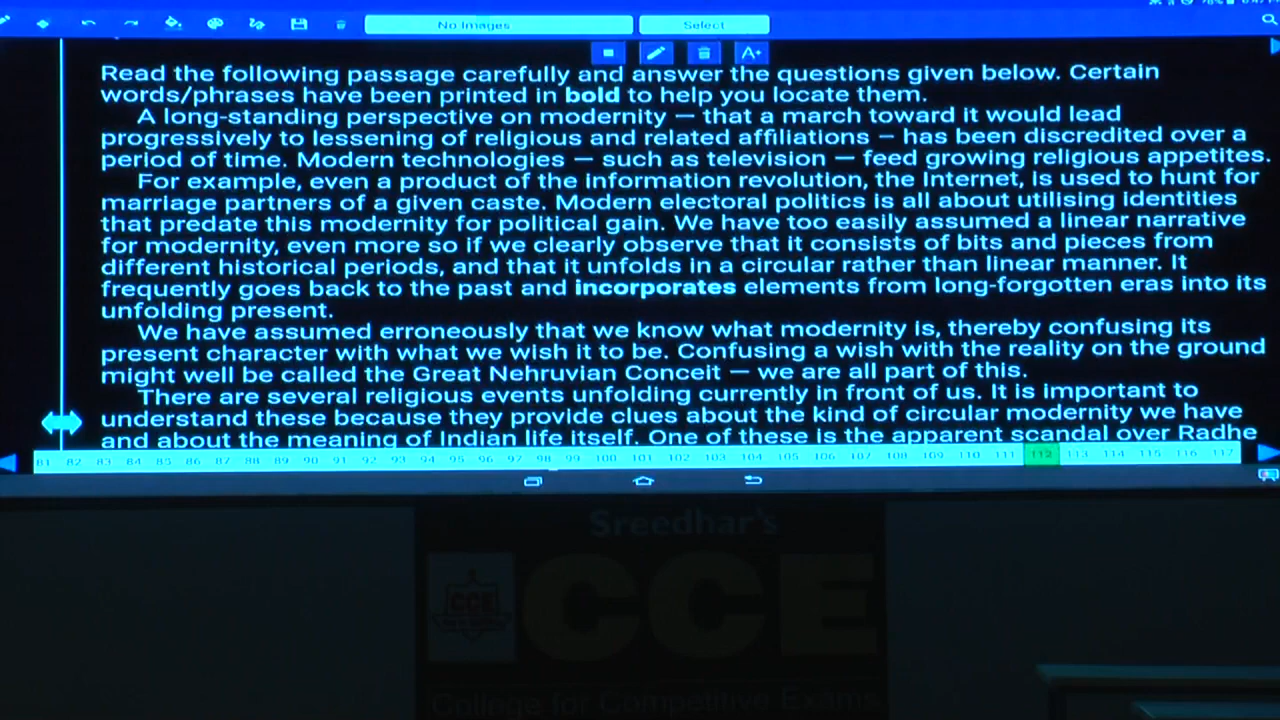 No Images
Select
A+
Read the following passage carefully and answer the questions given below. Certain
words/phrases have been printed in bold to help you locate them.
A long-standing perspective on modernity — that a march toward it would lead
progressively to lessening of religious and related affiliations — has been discredited over a
period of time. Modern technologies — such as television — feed growing religious appetites.
For example, even a product of the information revolution, the Internet, is used to hunt for
marriage partners of a given caste. Modern electoral politics is all about utilising identities
that predate this modernity for political gain. We have too easily assumed a linear narrative
for modernity, even more so if we clearly observe that it consists of bits and pieces from
different historical periods, and that it unfolds in a circular rather than linear manner. It
frequently goes back to the past and incorporates elements from long-forgotten eras into its
unfolding present.
We have assumed erroneously that we know what modernity is, thereby confusing its
present character with what we wish it to be. Confusing a wish with the reality on the ground
might well be called the Great Nehruvian Conceit — we are all part of this.
There are several religious events unfolding currently in front of us. It is important to
understand these because they provide clues about the kind of circular modernity we have
and about the meaning of Indian life itself. One of these is the apparent scandal over Radhe
81 82 83 84 85 86 87 88 89 90 91 92 93 94 95 96 97 98 99 100 101 102 103 104 105 106 107 108 109 110 111 112 113 114 115 116 117
Sreedhar's
CCE
CCE
College for Competitive Exams